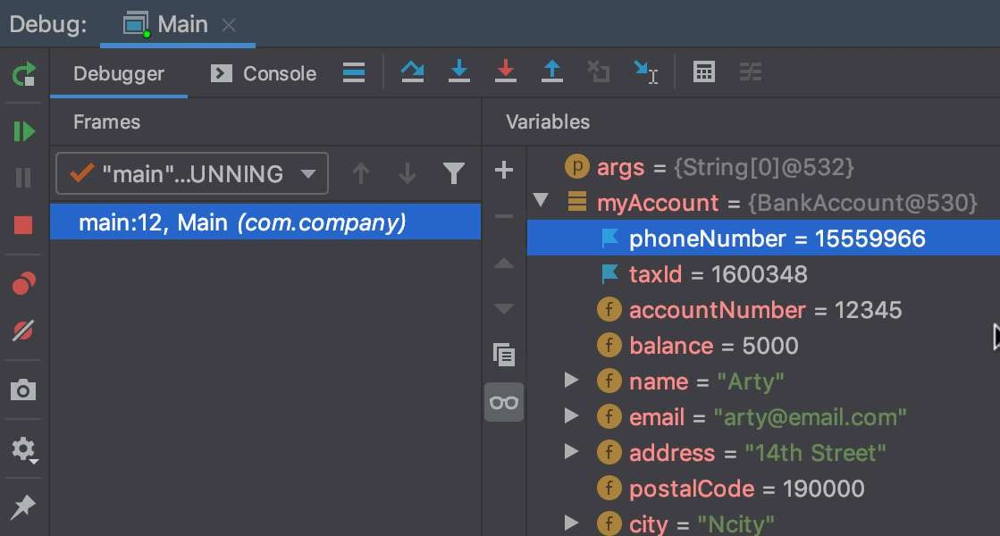 Debug: Main
Debugger Console
Frames
Variables
"main"...UNNING
main:12, Main (com.company)
args = {String[0]@532}
myAccount = {BankAccount@530}
phoneNumber = 15559966
taxId = 1600348
accountNumber = 12345
balance = 5000
name = "Arty"
email = "arty@email.com"
address = "14th Street"
postalCode = 190000
city = "Ncity"